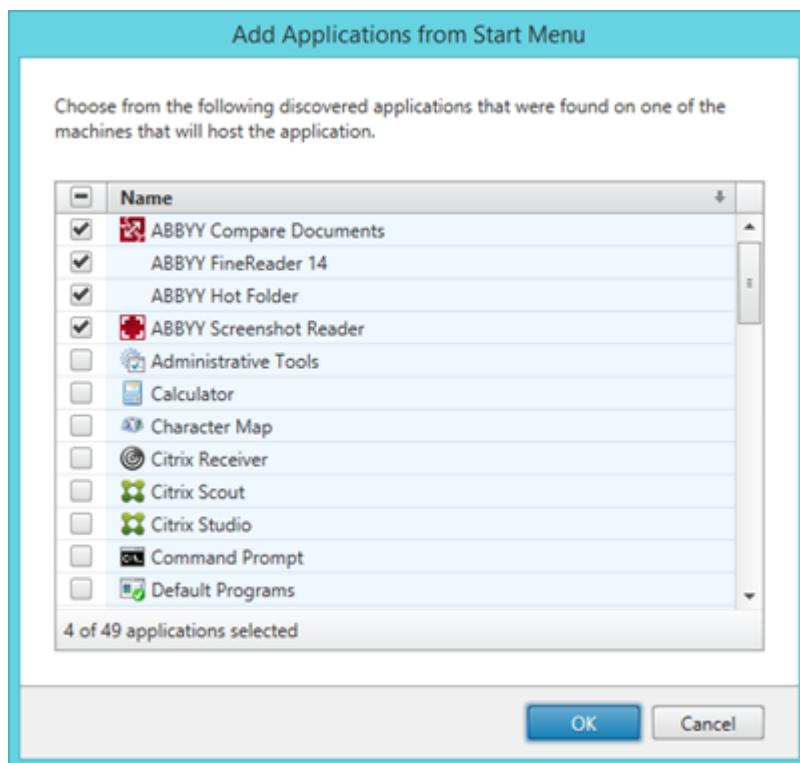 Add Applications from Start Menu
Choose from the following discovered applications that were found on one of the
machines that will host the application.
Name
ABBYY Compare Documents
ABBYY FineReader 14
ABBYY Hot Folder
ABBYY Screenshot Reader
Administrative Tools
Calculator
Character Map
Citrix Receiver
Citrix Scout
Citrix Studio
Command Prompt
Default Programs
4 of 49 applications selected
OK Cancel